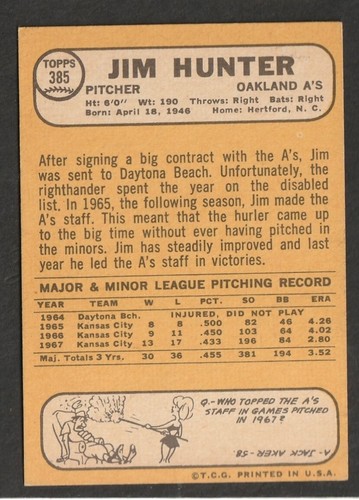 TOPPS
385
JIM HUNTER
PITCHER OAKLAND A'S
Ht: 6'0" Wt: 190 Throws: Right Bats: Right
Born: April 18, 1946 Home: Hertford, N. C.
After signing a big contract with the A's, Jim
was sent to Daytona Beach. Unfortunately, the
righthander spent the year on the disabled
list. In 1965, the following season, Jim made the
A's staff. This meant that the hurler came up
to the big time without ever having pitched in
the minors. Jim has steadily improved and last
year he led the A's staff in victories.
MAJOR & MINOR LEAGUE PITCHING RECORD
YEAR TEAM W L PCT. SO BB ERA
1964 Daytona Bch. INJURED, DID NOT PLAY
1965 Kansas City 8 8 .500 82 46 4.26
1966 Kansas City 9 11 .450 103 64 4.02
1967 Kansas City 13 17 .433 196 84 2.80
Maj. Totals 3 Yrs. 30 36 .455 381 194 3.52
Q-WHO TOPPED THE A'S
STAFF IN GAMES PITCHED
IN 1967?
A- JACK AKER-58
©T.C.G. PRINTED IN U.S.A.